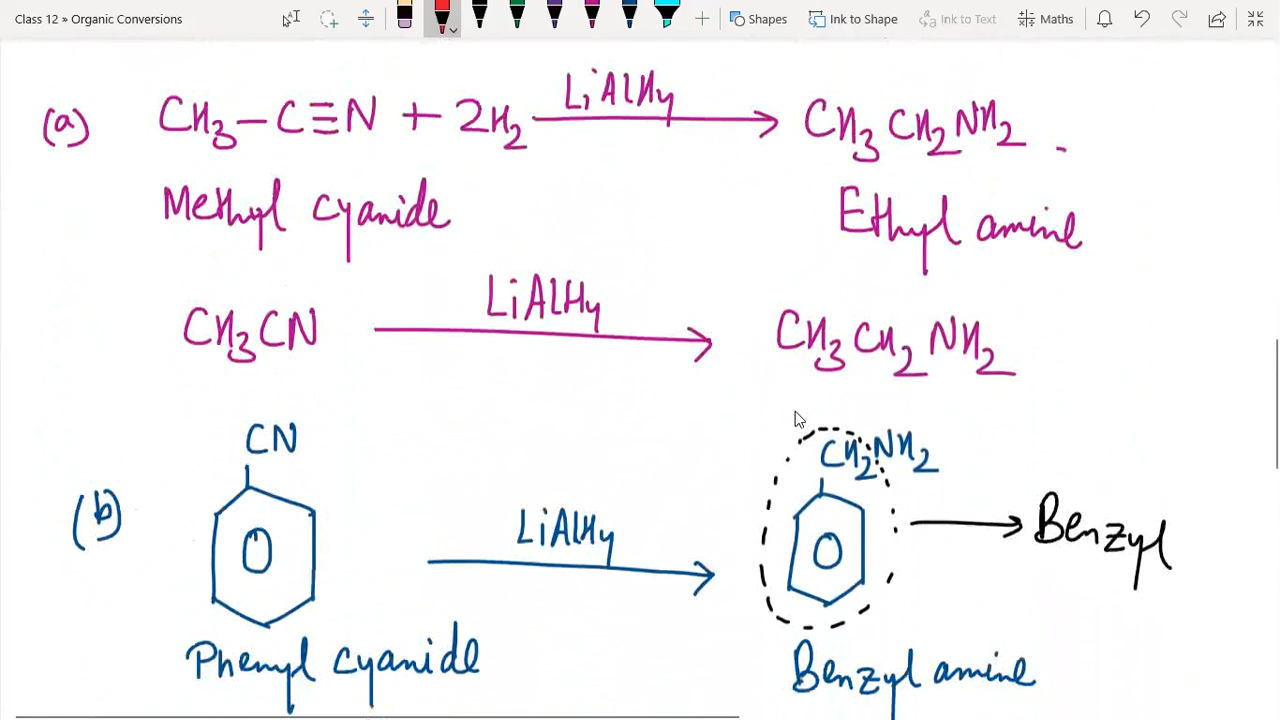 Class 12 » Organic Conversions
Shapes
Ink to Shape
Ink to Text
Maths
(a) CH₃–C≡N + 2H₂ LiAlH₄ → CH₃CH₂NH₂.
Methyl cyanide
Ethyl amine
CH₃CN LiAlH₄ → CH₃CH₂NH₂
CN
CH₂NH₂
(b) LiAlH₄ →
→ Benzyl
Phenyl cyanide
Benzyl amine